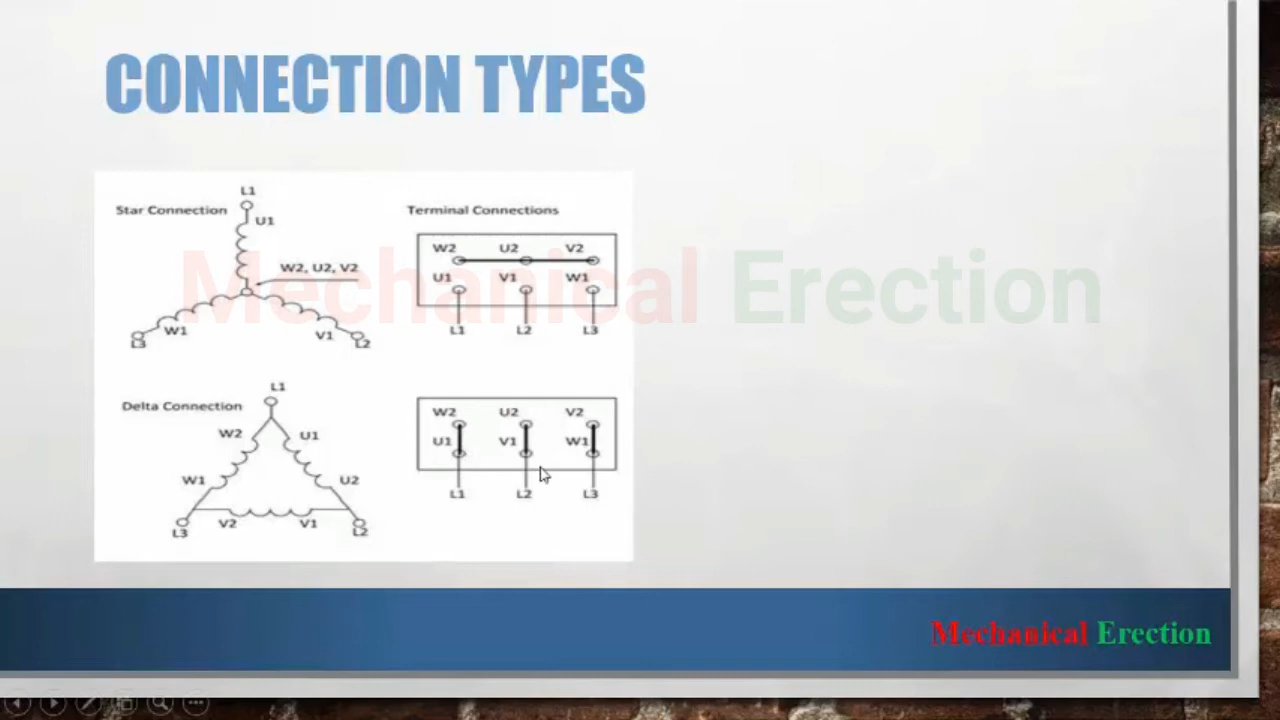 CONNECTION TYPES
L1
Star Connection
U1
W2, U2, V2
W1
V1
L3
L2
Terminal Connections
W2 U2 V2
U1 V1 W1
L1 L2 L3
Mechanical Erection
L1
Delta Connection
W2 U1
W1 U2
V2 V1
L3 L2
W2 U2 V2
U1 V1 W1
L1 L2 L3
Mechanical Erection